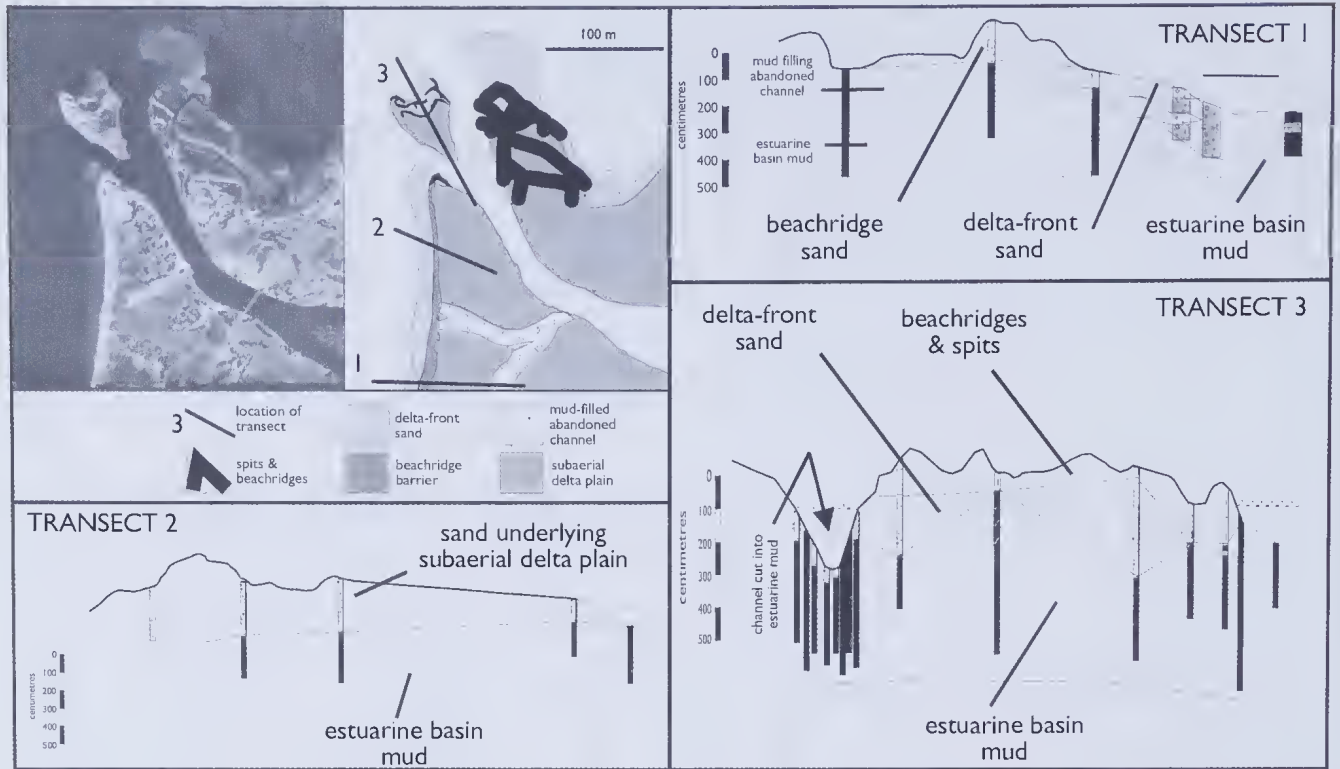 100 m
3
2
1
3
location of
transect
delta-front
sand
mud-filled
abandoned
channel
spits &
beachridges
beachridge
barrier
subaerial
delta plain
TRANSECT 1
0
100
200
300
400
500
centimetres
mud filling
abandoned
channel
estuarine
basin mud
beachridge
sand
delta-front
sand
estuarine basin
mud
TRANSECT 2
sand underlying
subaerial delta plain
0
100
200
300
400
500
centimetres
estuarine basin
mud
TRANSECT 3
delta-front
sand
beachridges
& spits
0
100
200
300
400
500
centimetres
channel cut into
estuarine mud
estuarine basin
mud